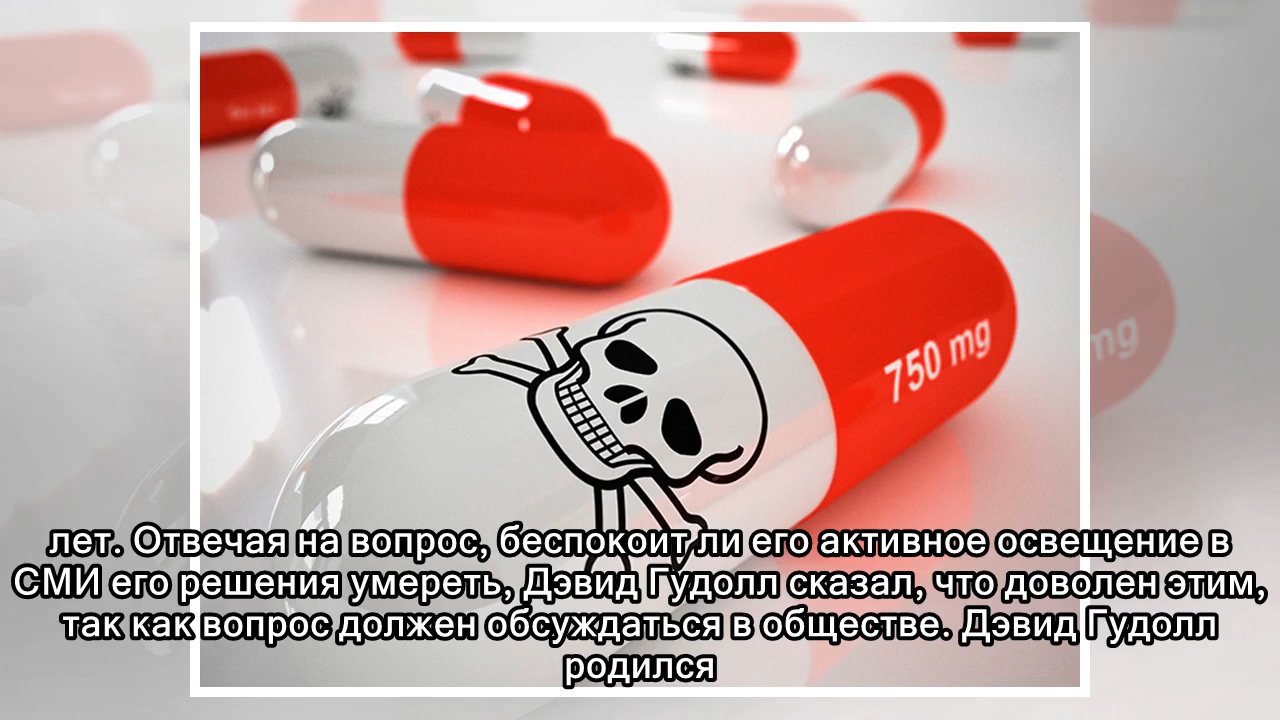 750 mg
mg
лет. Отвечая на вопрос, беспокоит ли его активное освещение в
СМИ его решения умереть, Дэвид Гудолл сказал, что доволен этим,
так как вопрос должен обсуждаться в обществе. Дэвид Гудолл
родился